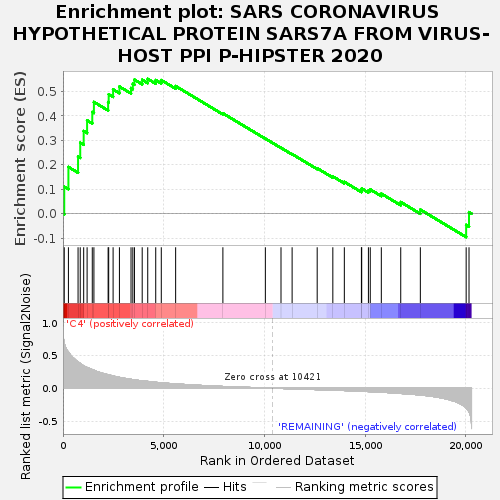 Enrichment plot: SARS CORONAVIRUS
HYPOTHETICAL PROTEIN SARS7A FROM VIRUS-
HOST PPI P-HIPSTER 2020
Enrichment score (ES)
0.5
0.4
0.3
0.2
0.1
0.0
-0.1
Ranked list metric (Signal2Noise)
1.0
0.5
0.0
-0.5
'C4' (positively correlated)
Zero cross at 10421
'REMAINING' (negatively correlated)
0
5,000
10,000
15,000
20,000
Rank in Ordered Dataset
Enrichment profile
Hits
Ranking metric scores